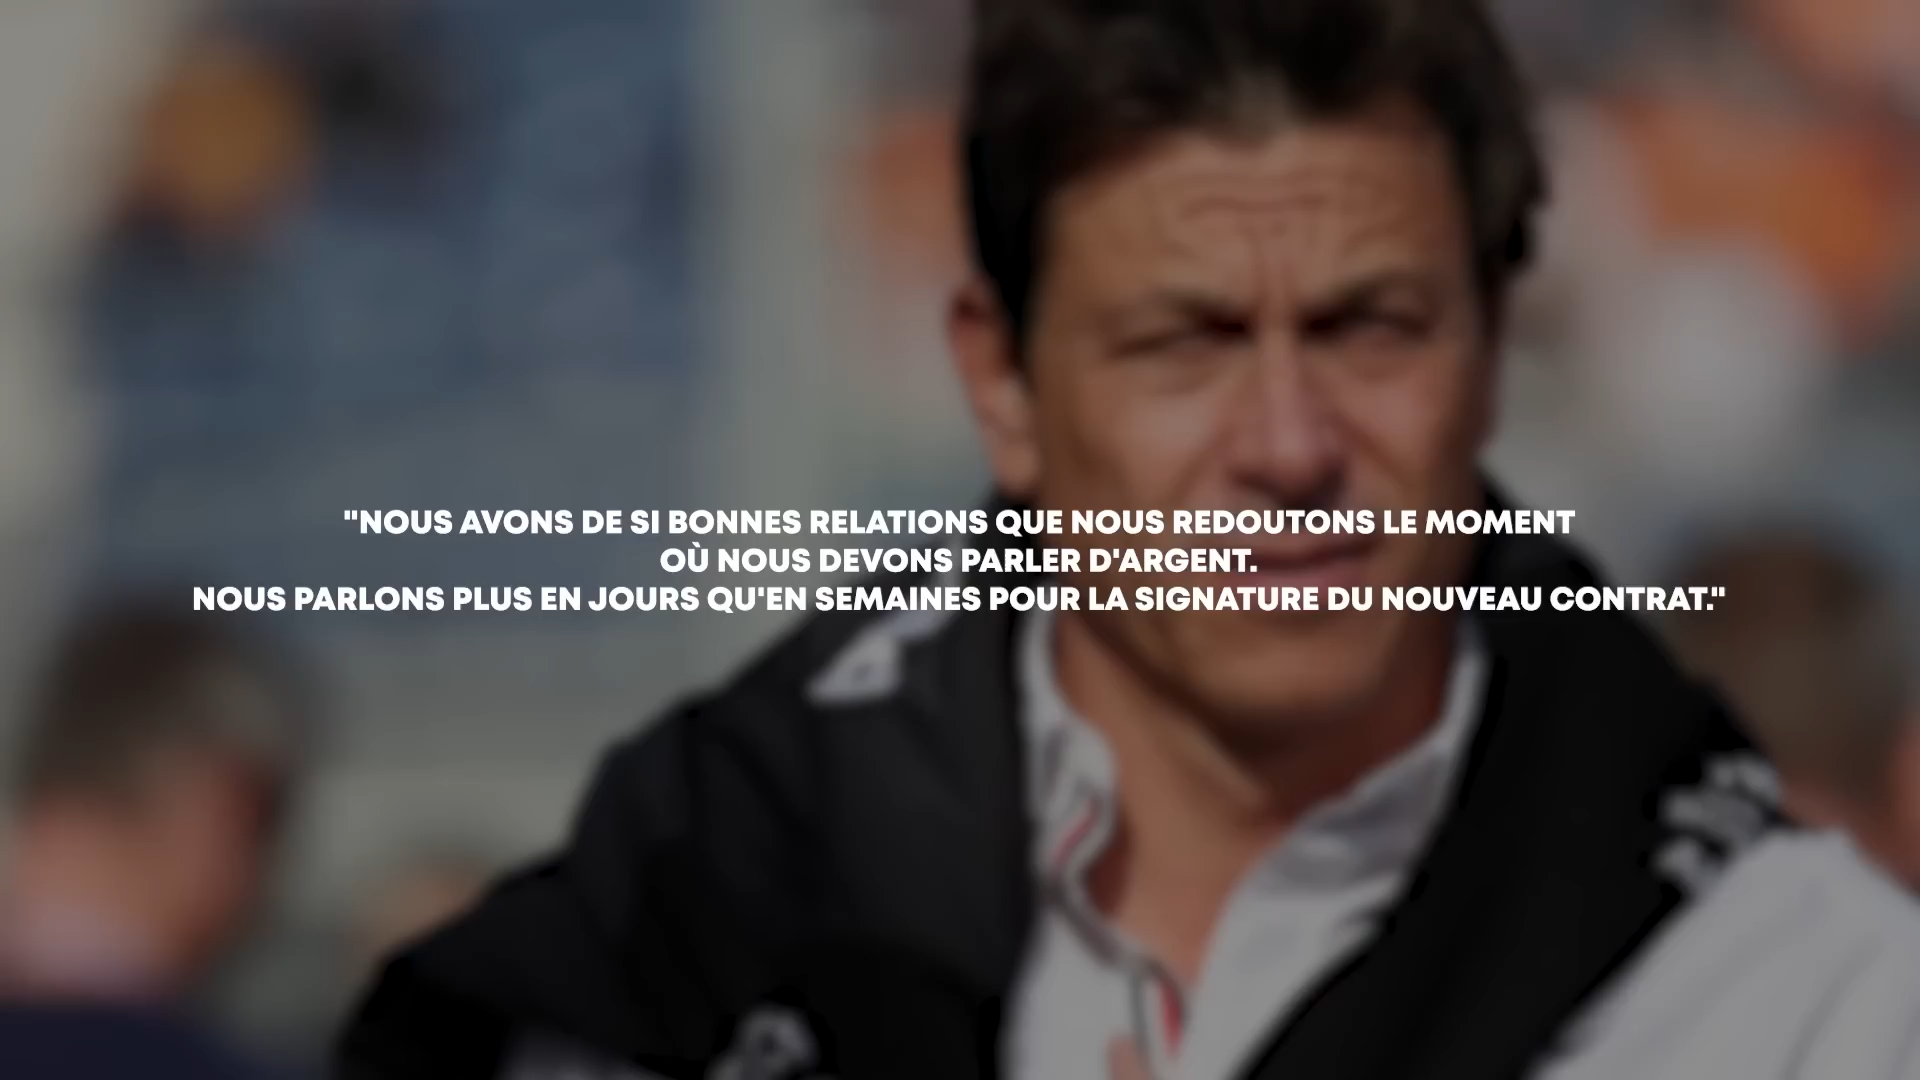 "NOUS AVONS DE SI BONNES RELATIONS QUE NOUS REDOUTONS LE MOMENT
OÙ NOUS DEVONS PARLER D'ARGENT.
NOUS PARLONS PLUS EN JOURS QU'EN SEMAINES POUR LA SIGNATURE DU NOUVEAU CONTRAT."